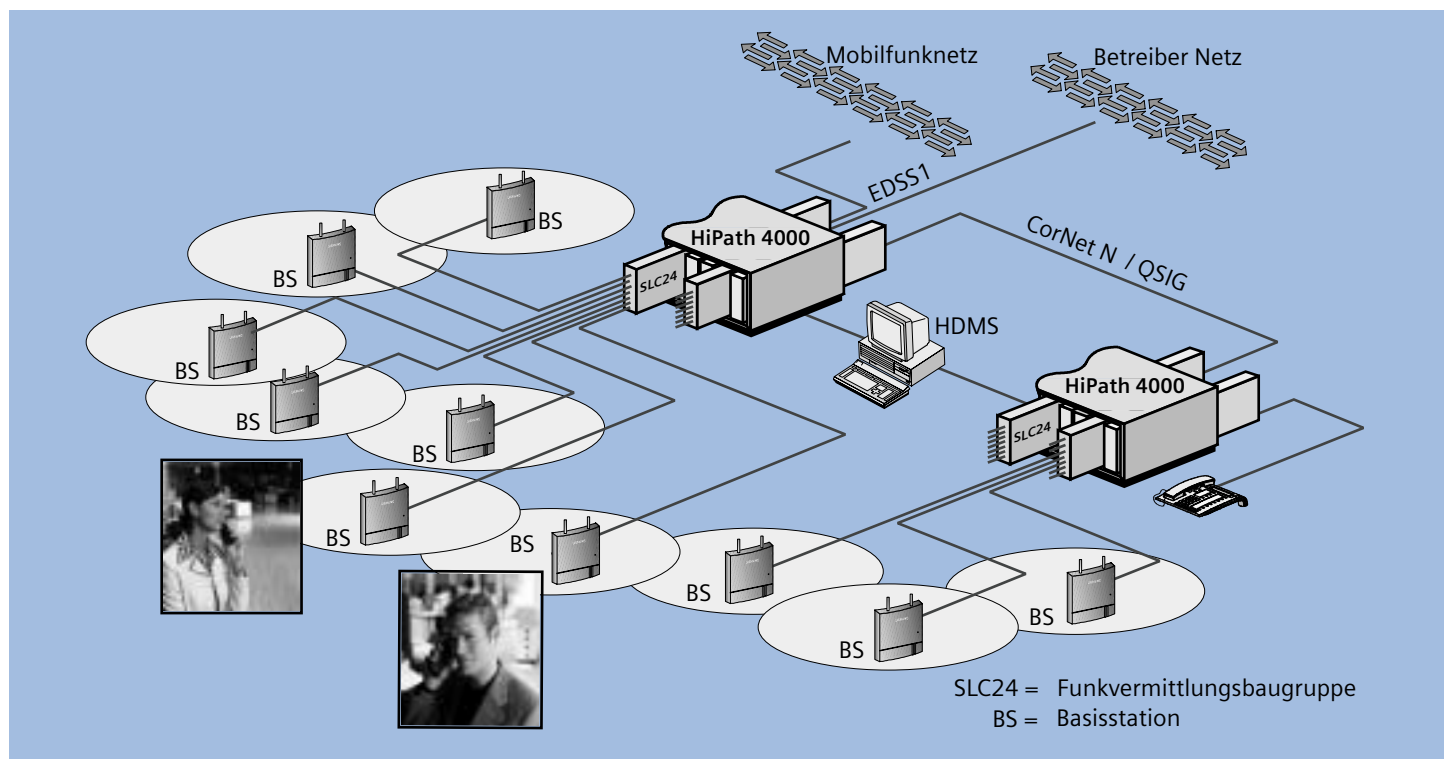 Mobilfunknetz
Betreiber Netz
EDSS1
BS
HiPath 4000
CorNet N / QSIG
BS
SLC24
HDMS
BS
HiPath 4000
BS
BS
SLC24
BS
BS
BS
BS
BS
SLC24 = Funkvermittlungsbaugruppe
BS = Basisstation